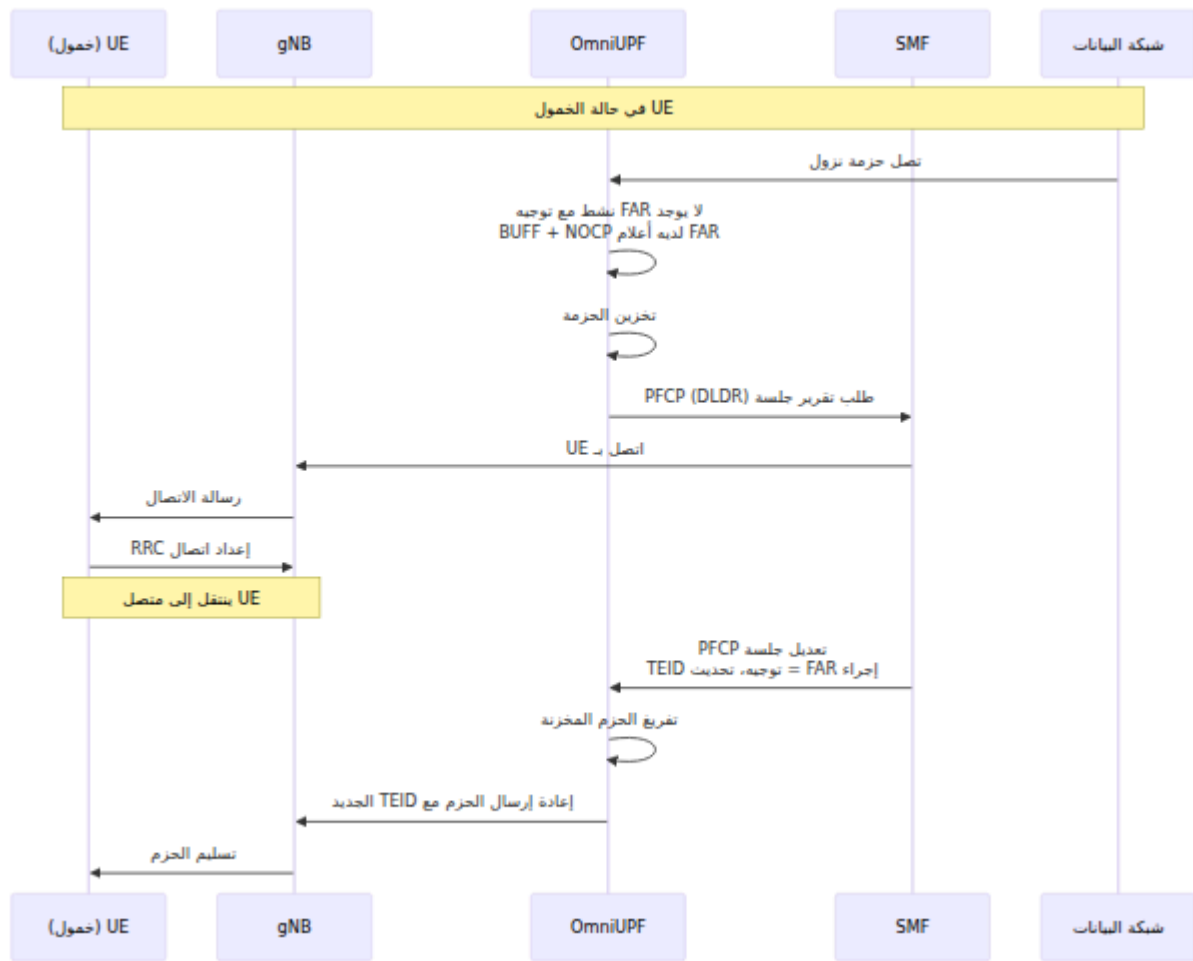 UE (خمول)
gNB
OmniUPF
SMF
شبكة البيانات
UE في حالة الخمول
تصل حزمة نزول
لا يوجد FAR نشط مع توجيه
FAR لديه أعلام BUFF + NOCP
تخزين الحزمة
طلب تقرير جلسة PFCP (DLDR)
اتصل بـ UE
رسالة الاتصال
إعداد اتصال RRC
UE ينتقل إلى متصل
تعديل جلسة PFCP
إجراء FAR = توجيه، تحديث TEID
تفريغ الحزم المخزنة
إعادة إرسال الحزم مع TEID الجديد
تسليم الحزم
UE (خمول)
gNB
OmniUPF
SMF
شبكة البيانات